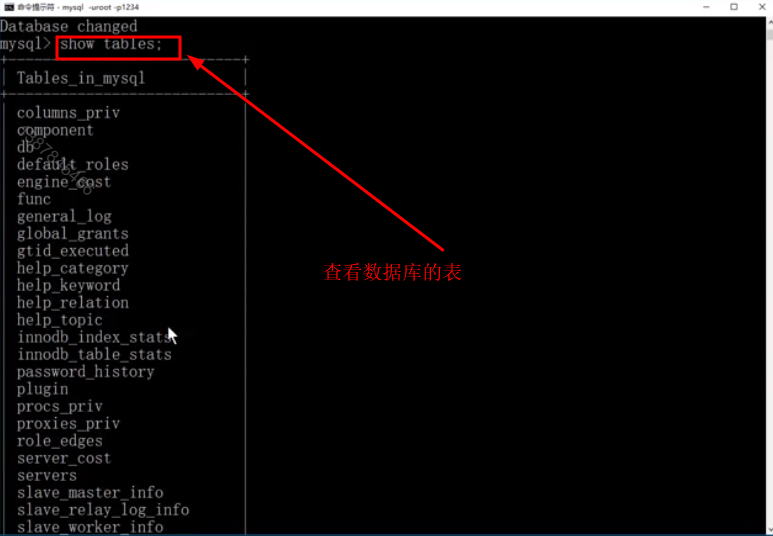 命令提示符 - mysql -uroot -p1234
Database changed
mysql> show tables;
Tables_in_mysql
columns_priv
component
db
default_roles
engine_cost
func
general_log
global_grants
gtid_executed
help_category
help_keyword
help_relation
help_topic
innodb_index_stats
innodb_table_stats
password_history
plugin
procs_priv
proxies_priv
role_edges
server_cost
servers
slave_master_info
slave_relay_log_info
slave_worker_info
查看数据库的表